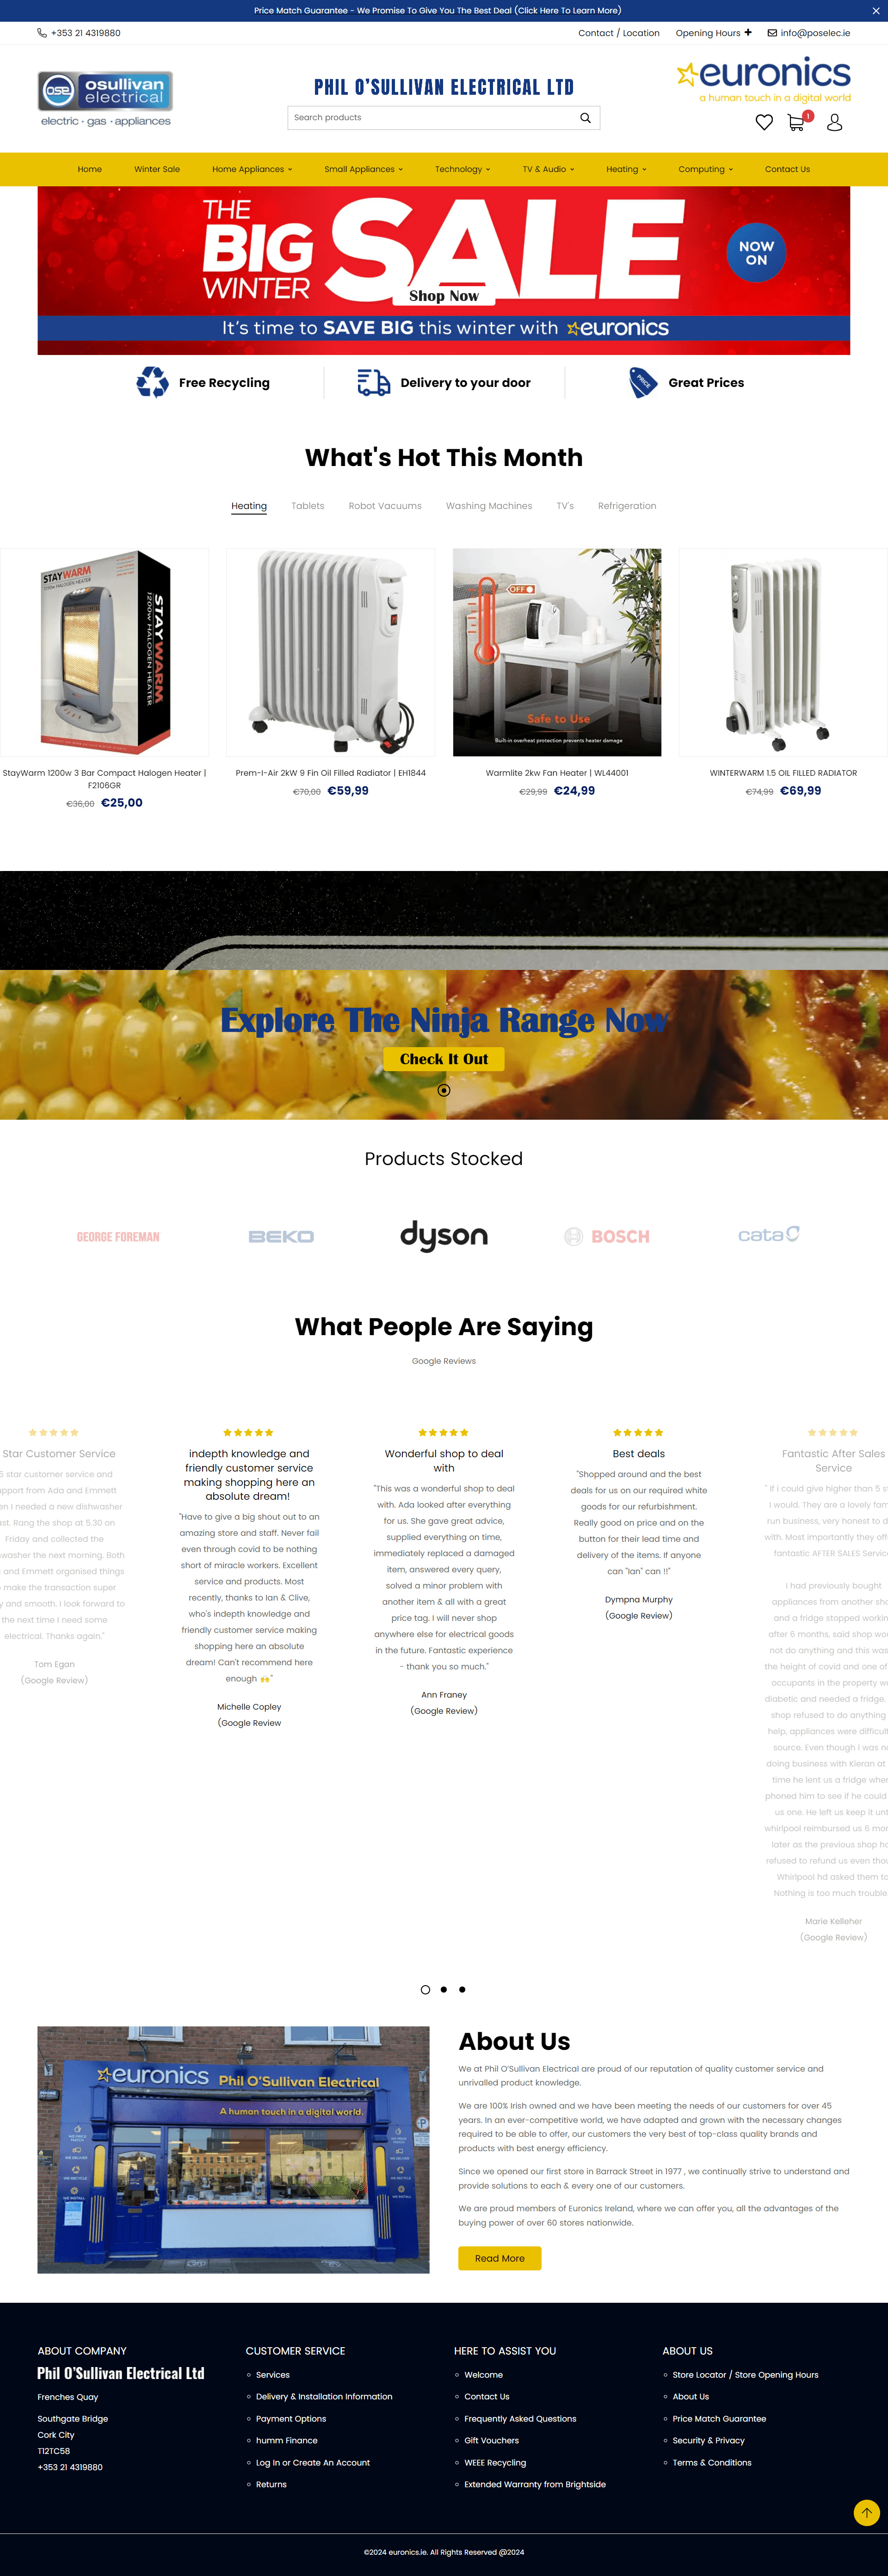 Price Match Guarantee - We Promise To Give You The Best Deal (Click Here To Learn More)
+353 21 4319880
Contact / Location
Opening Hours
info@poselec.ie
ose osullivan electrical
electric - gas - appliances
PHIL O'SULLIVAN ELECTRICAL LTD
Search products
euronics
a human touch in a digital world
1
Home
Winter Sale
Home Appliances
Small Appliances
Technology
TV & Audio
Heating
Computing
Contact Us
THE
BIG
WINTER
SALE
NOW
ON
Shop Now
It's time to SAVE BIG this winter with euronics
Free Recycling
Delivery to your door
PRICE
Great Prices
What's Hot This Month
Heating
Tablets
Robot Vacuums
Washing Machines
TV's
Refrigeration
STAYWARM
1200w HALOGEN HEATER
STAYWARM
1200w HALOGEN HEATER
OFF
Safe to Use
Built-in overheat protection prevents heater damage
StayWarm 1200w 3 Bar Compact Halogen Heater |
F2106GR
€36,00 €25,00
Prem-I-Air 2kW 9 Fin Oil Filled Radiator | EH1844
€70,00 €59,99
Warmlite 2kw Fan Heater | WL44001
€29,99 €24,99
WINTERWARM 1.5 OIL FILLED RADIATOR
€74,99 €69,99
Explore The Ninja Range Now
Check It Out
Products Stocked
GEORGE FOREMAN
BEKO
dyson
BOSCH
cata
What People Are Saying
Google Reviews
Star Customer Service
5 star customer service and
pport from Ada and Emmett
en I needed a new dishwasher
ast. Rang the shop at 5.30 on
Friday and collected the
washer the next morning. Both
and Emmett organised things
make the transaction super
y and smooth. I look forward to
the next time I need some
electrical. Thanks again."
Tom Egan
(Google Review)
indepth knowledge and
friendly customer service
making shopping here an
absolute dream!
"Have to give a big shout out to an
amazing store and staff. Never fail
even through covid to be nothing
short of miracle workers. Excellent
service and products. Most
recently, thanks to Ian & Clive,
who's indepth knowledge and
friendly customer service making
shopping here an absolute
dream! Can't recommend here
enough 🙌"
Michelle Copley
(Google Review
Wonderful shop to deal
with
"This was a wonderful shop to deal
with. Ada looked after everything
for us. She gave great advice,
supplied everything on time,
immediately replaced a damaged
item, answered every query,
solved a minor problem with
another item & all with a great
price tag. I will never shop
anywhere else for electrical goods
in the future. Fantastic experience
- thank you so much."
Ann Franey
(Google Review)
Best deals
"Shopped around and the best
deals for us on our required white
goods for our refurbishment.
Really good on price and on the
button for their lead time and
delivery of the items. If anyone
can "Ian" can !!"
Dympna Murphy
(Google Review)
Fantastic After Sales
Service
" If i could give higher than 5 st
I would. They are a lovely fam
run business, very honest to d
with. Most importantly they off
fantastic AFTER SALES Service
I had previously bought
appliances from another sho
and a fridge stopped workin
after 6 months, said shop wou
not do anything and this was
the height of covid and one of
occupants in the property wa
diabetic and needed a fridge.
shop refused to do anything
help, appliances were difficult
source. Even though I was no
doing business with Kieran at
time he lent us a fridge when
phoned him to see if he could
us one. He left us keep it unt
whirlpool reimbursed us 6 mon
later as the previous shop ha
refused to refund us even thou
Whirlpool hd asked them to
Nothing is too much trouble
Marie Kelleher
(Google Review)
euronics Phil O'Sullivan Electrical
A human touch in a digital world.
About Us
We at Phil O'Sullivan Electrical are proud of our reputation of quality customer service and
unrivalled product knowledge.
We are 100% Irish owned and we have been meeting the needs of our customers for over 45
years. In an ever-competitive world, we have adapted and grown with the necessary changes
required to be able to offer, our customers the very best of top-class quality brands and
products with best energy efficiency.
Since we opened our first store in Barrack Street in 1977 , we continually strive to understand and
provide solutions to each & every one of our customers.
We are proud members of Euronics Ireland, where we can offer you, all the advantages of the
buying power of over 60 stores nationwide.
Read More
ABOUT COMPANY
Phil O'Sullivan Electrical Ltd
Frenches Quay
Southgate Bridge
Cork City
T12TC58
+353 21 4319880
CUSTOMER SERVICE
Services
Delivery & Installation Information
Payment Options
humm Finance
Log In or Create An Account
Returns
HERE TO ASSIST YOU
Welcome
Contact Us
Frequently Asked Questions
Gift Vouchers
WEEE Recycling
Extended Warranty from Brightside
ABOUT US
Store Locator / Store Opening Hours
About Us
Price Match Guarantee
Security & Privacy
Terms & Conditions
©2024 euronics.ie. All Rights Reserved @2024